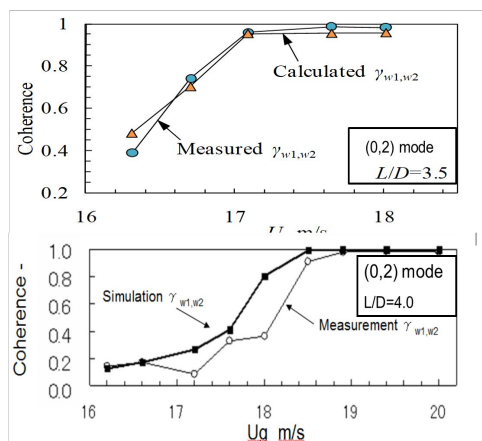 1
0.8
0.6
0.4
0.2
Coherence
Calculated γw1,w2
Measured γw1,w2
(0,2) mode
L/D=3.5
16
17
18
m/s
1.0
0.8
0.6
0.4
0.2
0.0
Coherence -
Simulation γ w1,w2
Measurement γ w1,w2
(0,2) mode
L/D=4.0
16
17
18
19
20
Ug m/s